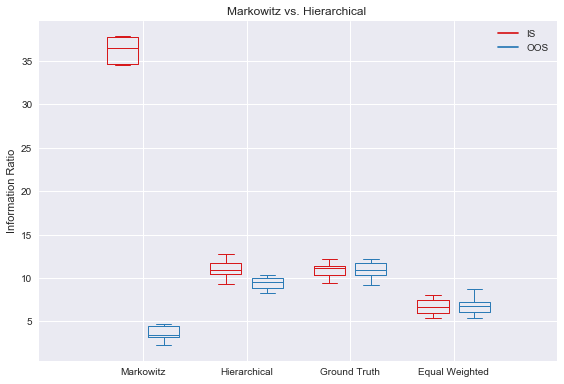 Markowitz vs. Hierarchical
IS
OOS
Information Ratio
35
30
25
20
15
10
5
Markowitz
Hierarchical
Ground Truth
Equal Weighted